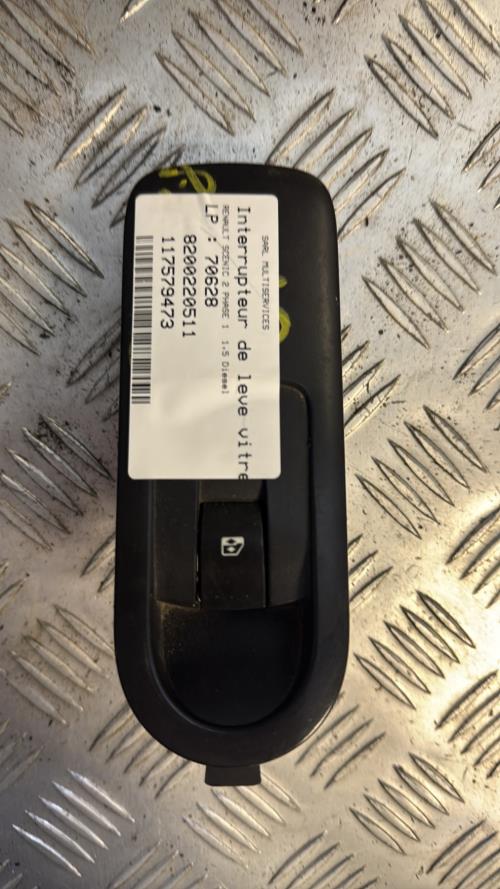 SARL MULTISERVICES
Interrupteur de leve vitre
RENAULT SCENIC 2 PHASE 1 1.5 Diesel
LP : 70628
8200220511
117579473